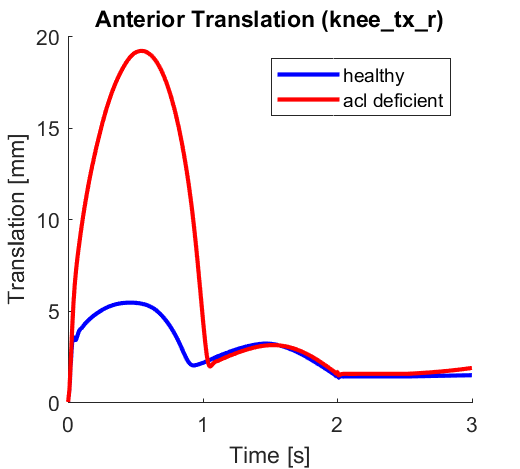 Anterior Translation (knee_tx_r)
20
15
10
5
0
Translation [mm]
healthy
acl deficient
0 1 2 3
Time [s]